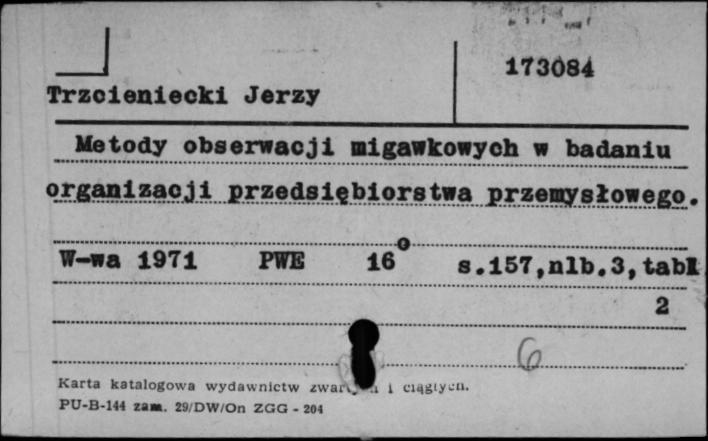 173084
Trzcieniecki Jerzy
Metody obserwacji migawkowych w badaniu
organizacji przedsiębiorstwa przemysłowego.
W-wa 1971 PWE 16° s.157,nlb.3,tabl
2
6
Karta katalogowa wydawnictw i ciągłych.
PU-B-144 zam. 29/DW/On ZGG - 204